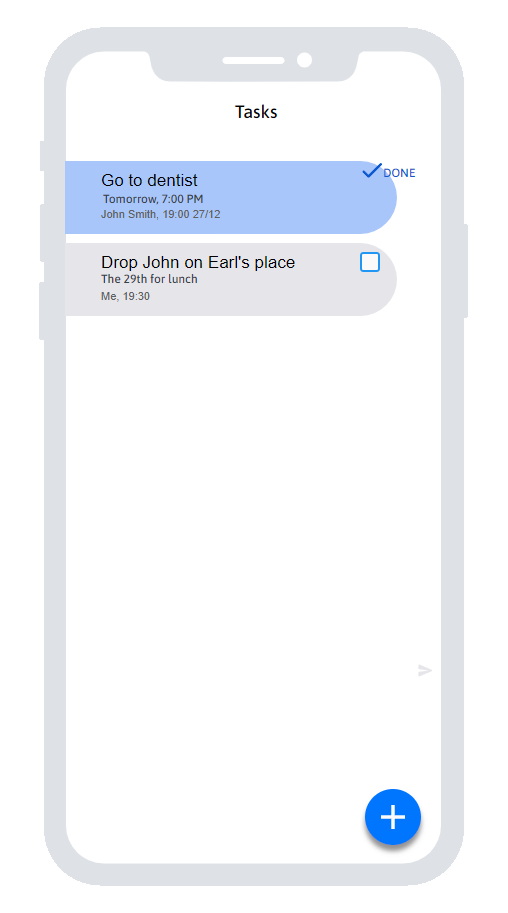 Tasks
Go to dentist
DONE
Tomorrow, 7:00 PM
John Smith, 19:00 27/12
Drop John on Earl's place
The 29th for lunch
Me, 19:30